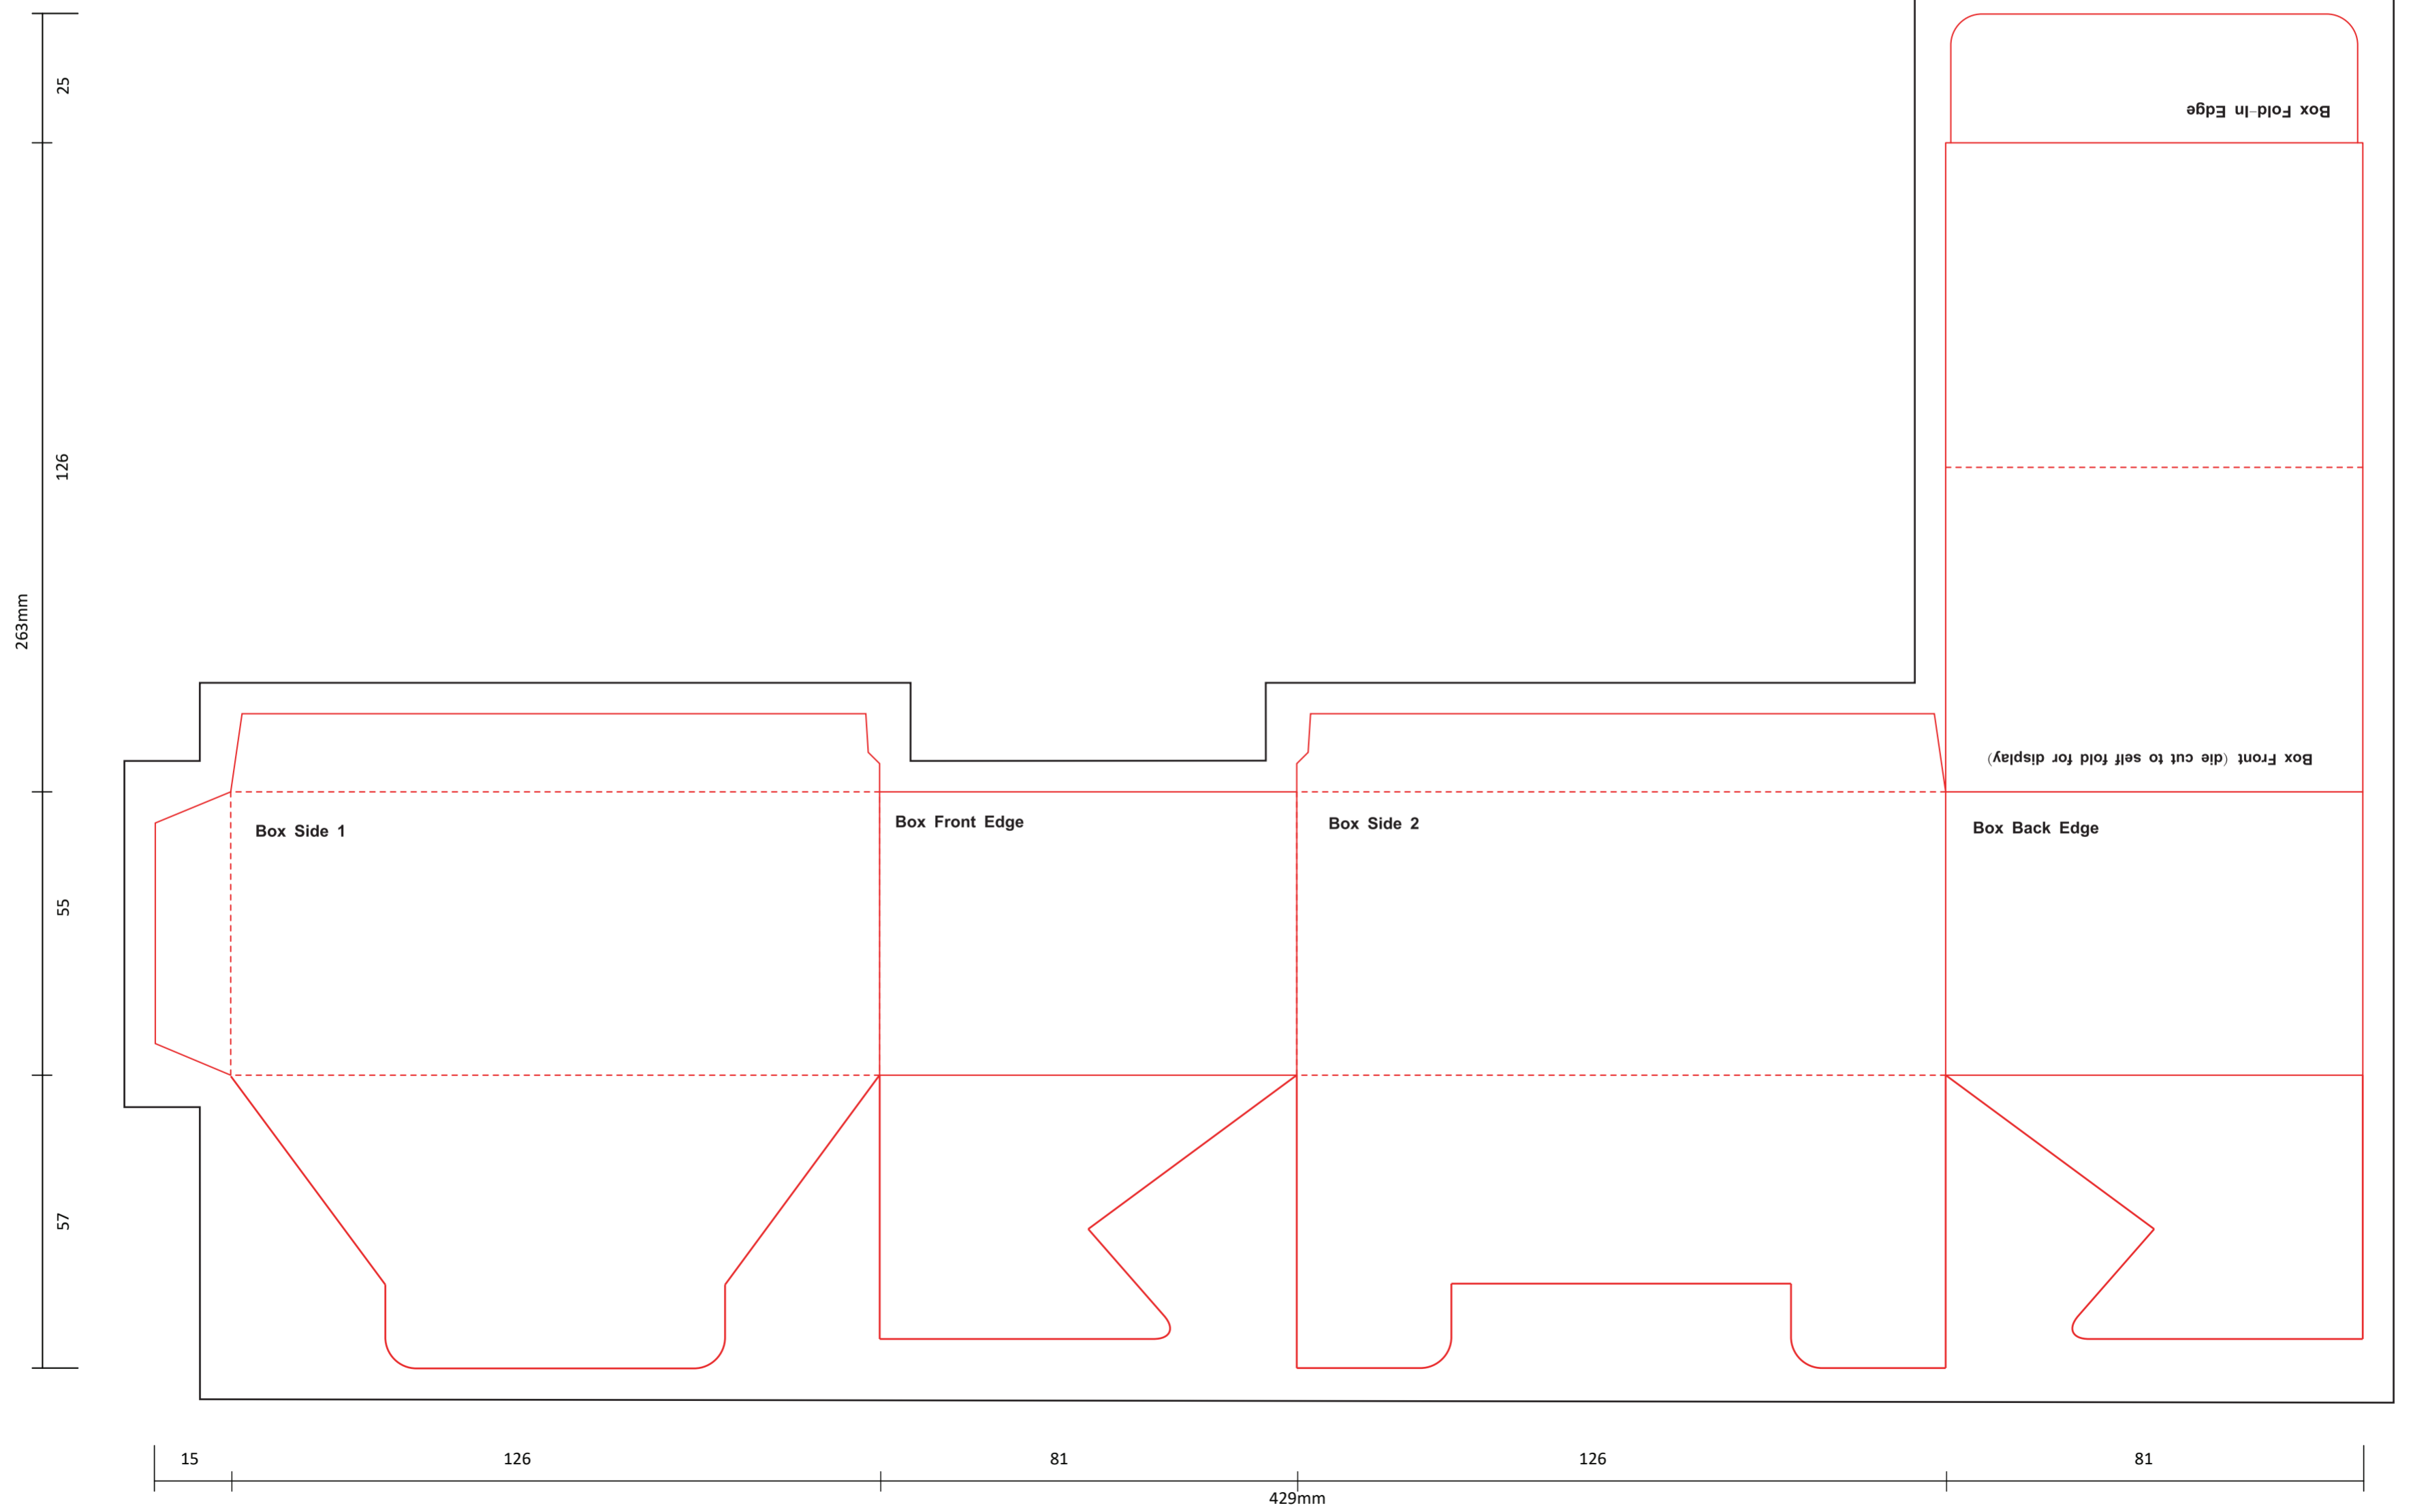 25
Box Fold-In Edge
126
263mm
Box Front (die cut to self fold for display)
Box Side 1
Box Front Edge
Box Side 2
Box Back Edge
55
57
15
126
81
126
81
429mm